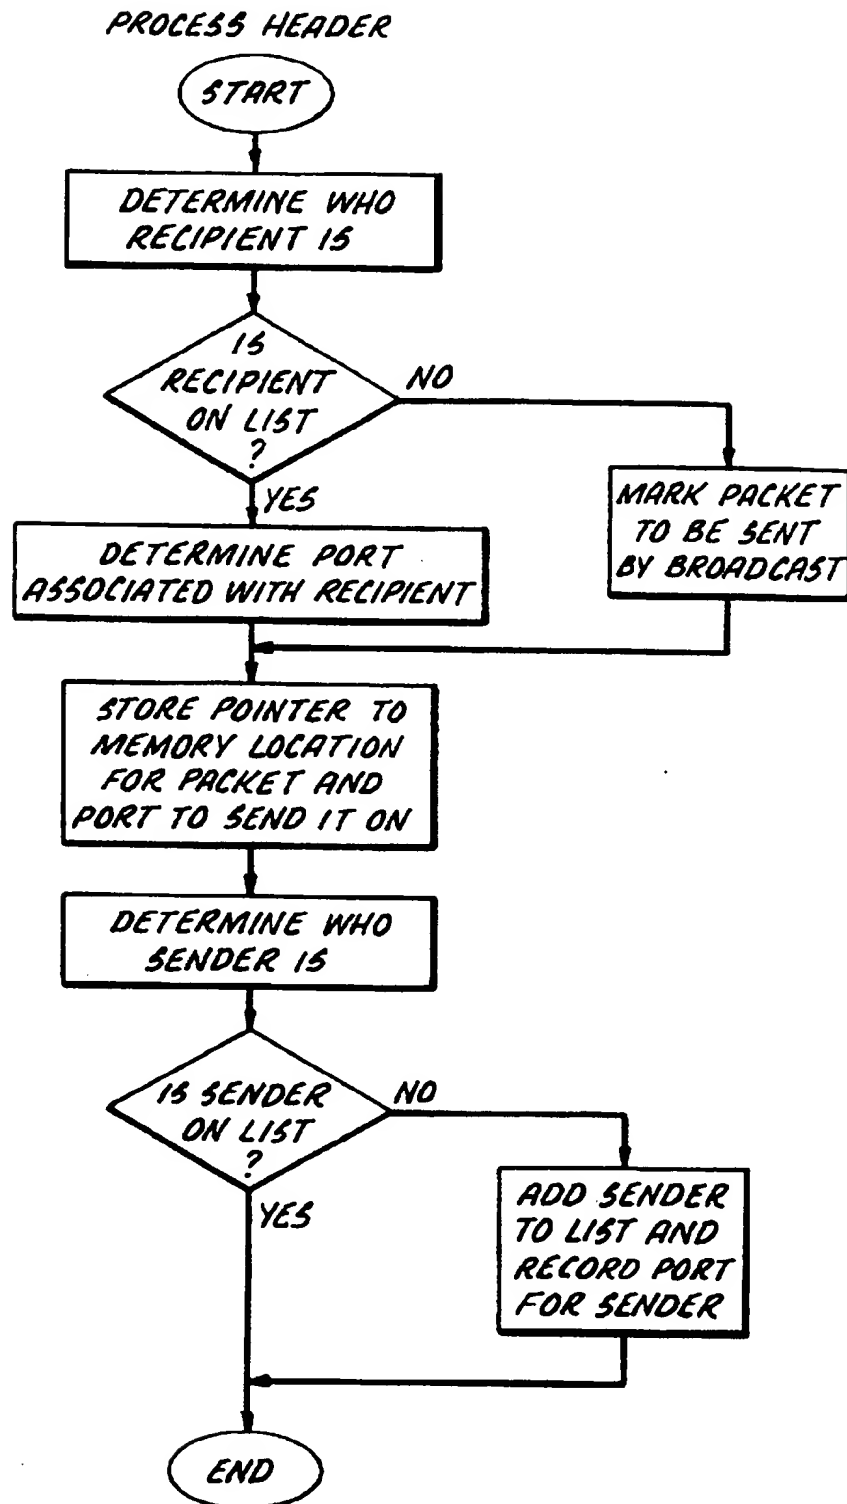 PROCESS HEADER
START
DETERMINE WHO
RECIPIENT IS
IS
RECIPIENT
ON LIST
?
NO
YES
MARK PACKET
TO BE SENT
BY BROADCAST
DETERMINE PORT
ASSOCIATED WITH RECIPIENT
STORE POINTER TO
MEMORY LOCATION
FOR PACKET AND
PORT TO SEND IT ON
DETERMINE WHO
SENDER IS
IS SENDER
ON LIST
?
NO
YES
ADD SENDER
TO LIST AND
RECORD PORT
FOR SENDER
END